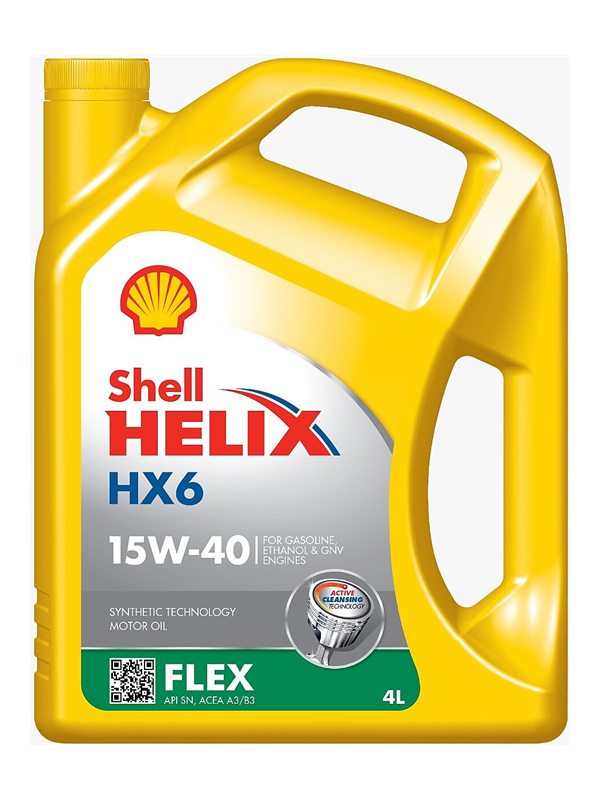 Shell
HELIX
HX6
15W-40
FOR GASOLINE,
ETHANOL & GNV
ENGINES
SYNTHETIC TECHNOLOGY
MOTOR OIL
ACTIVE
CLEANSING
TECHNOLOGY
FLEX
API SN, ACEA A3/B3
4L